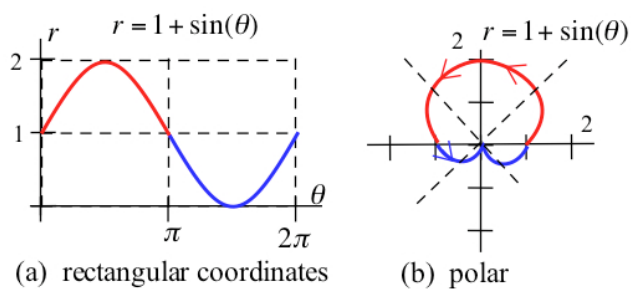 r r = 1 + sin(θ)
2
1
θ
π 2π
(a) rectangular coordinates
r = 1 + sin(θ)
2
2
(b) polar